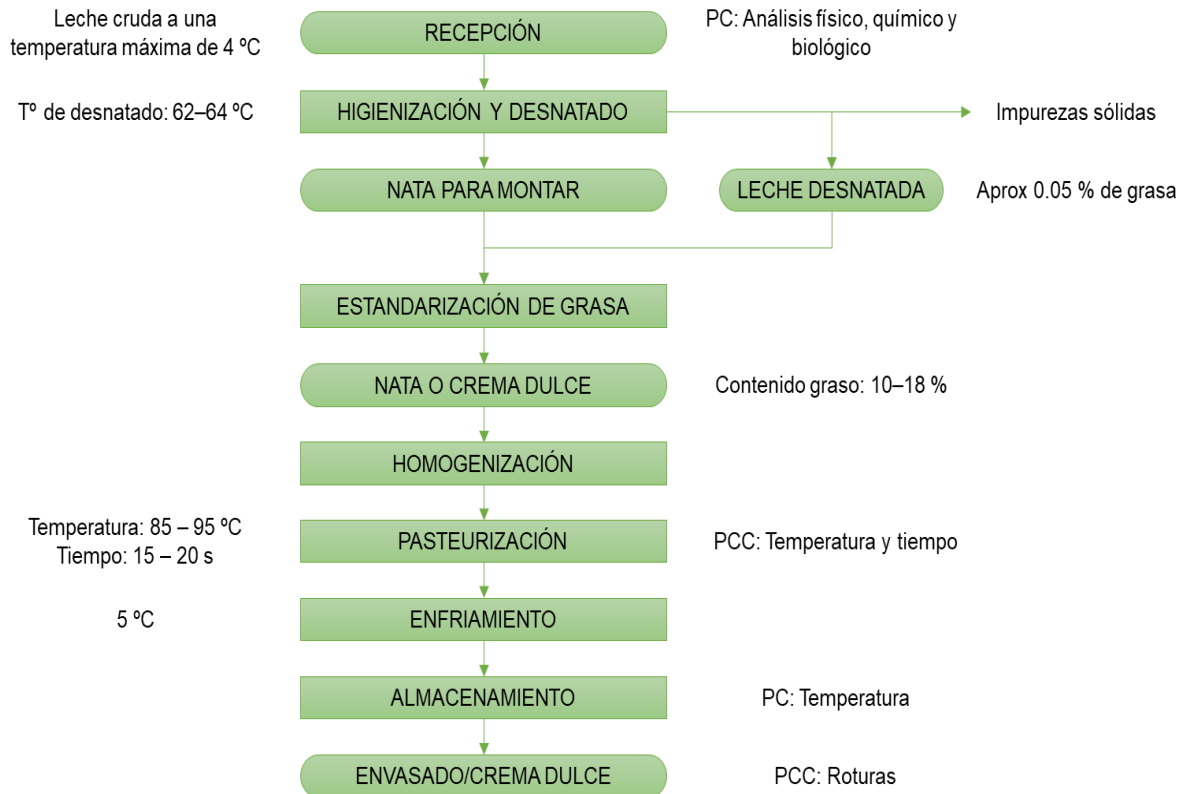 Leche cruda a una
temperatura máxima de 4 ºC
RECEPCIÓN
PC: Análisis físico, químico y
biológico
Tº de desnatado: 62–64 ºC
HIGIENIZACIÓN Y DESNATADO
Impurezas sólidas
NATA PARA MONTAR
LECHE DESNATADA
Aprox 0.05 % de grasa
ESTANDARIZACIÓN DE GRASA
NATA O CREMA DULCE
Contenido graso: 10–18 %
HOMOGENIZACIÓN
Temperatura: 85 – 95 ºC
Tiempo: 15 – 20 s
PASTEURIZACIÓN
PCC: Temperatura y tiempo
5 ºC
ENFRIAMIENTO
ALMACENAMIENTO
PC: Temperatura
ENVASADO/CREMA DULCE
PCC: Roturas